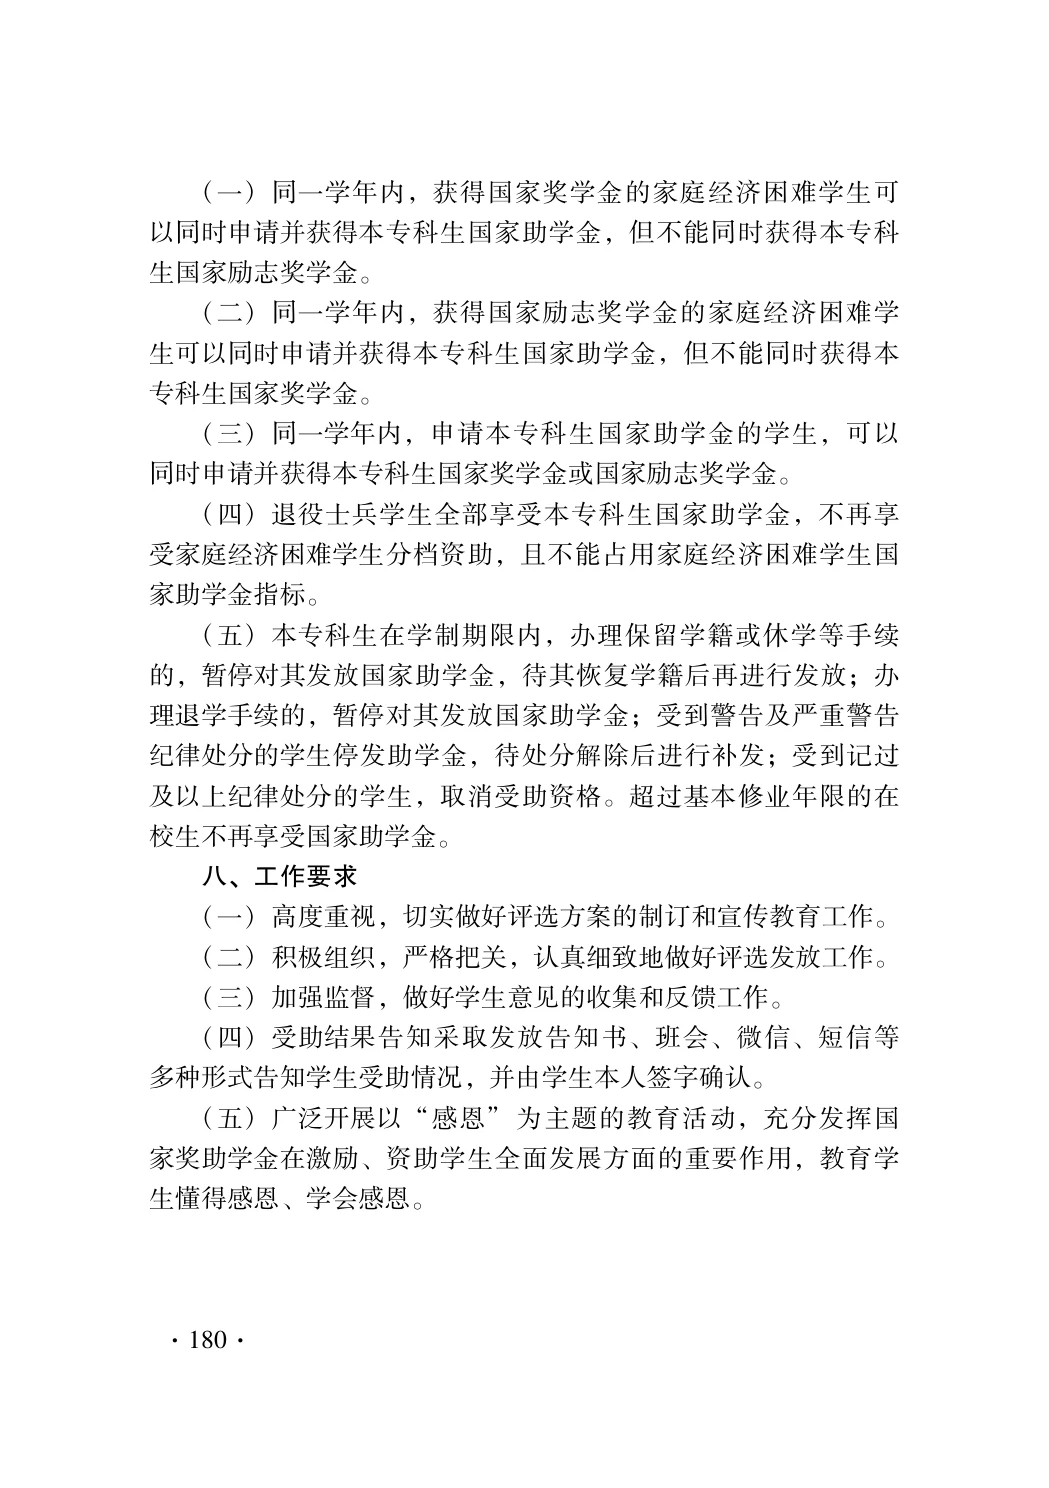 （一）同一学年内，获得国家奖学金的家庭经济困难学生可
以同时申请并获得本专科生国家助学金，但不能同时获得本专科
生国家励志奖学金。
（二）同一学年内，获得国家励志奖学金的家庭经济困难学
生可以同时申请并获得本专科生国家助学金，但不能同时获得本
专科生国家奖学金。
（三）同一学年内，申请本专科生国家助学金的学生，可以
同时申请并获得本专科生国家奖学金或国家励志奖学金。
（四）退役士兵学生全部享受本专科生国家助学金，不再享
受家庭经济困难学生分档资助，且不能占用家庭经济困难学生国
家助学金指标。
（五）本专科生在学制期限内，办理保留学籍或休学等手续
的，暂停对其发放国家助学金，待其恢复学籍后再进行发放；办
理退学手续的，暂停对其发放国家助学金；受到警告及严重警告
纪律处分的学生停发助学金，待处分解除后进行补发；受到记过
及以上纪律处分的学生，取消受助资格。超过基本修业年限的在
校生不再享受国家助学金。
八、工作要求
（一）高度重视，切实做好评选方案的制订和宣传教育工作。
（二）积极组织，严格把关，认真细致地做好评选发放工作。
（三）加强监督，做好学生意见的收集和反馈工作。
（四）受助结果告知采取发放告知书、班会、微信、短信等
多种形式告知学生受助情况，并由学生本人签字确认。
（五）广泛开展以“感恩”为主题的教育活动，充分发挥国
家奖助学金在激励、资助学生全面发展方面的重要作用，教育学
生懂得感恩、学会感恩。
·180·